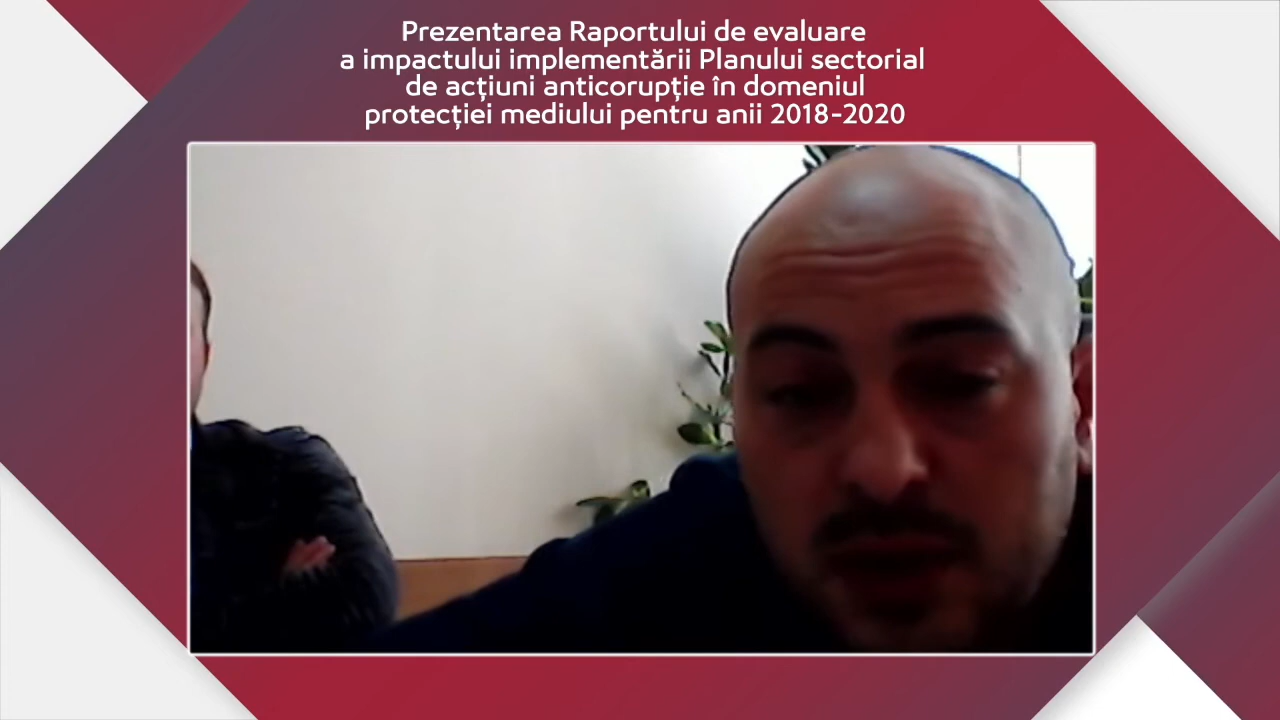 Prezentarea Raportului de evaluare
a impactului implementării Planului sectorial
de acțiuni anticorupție în domeniul
protecției mediului pentru anii 2018-2020